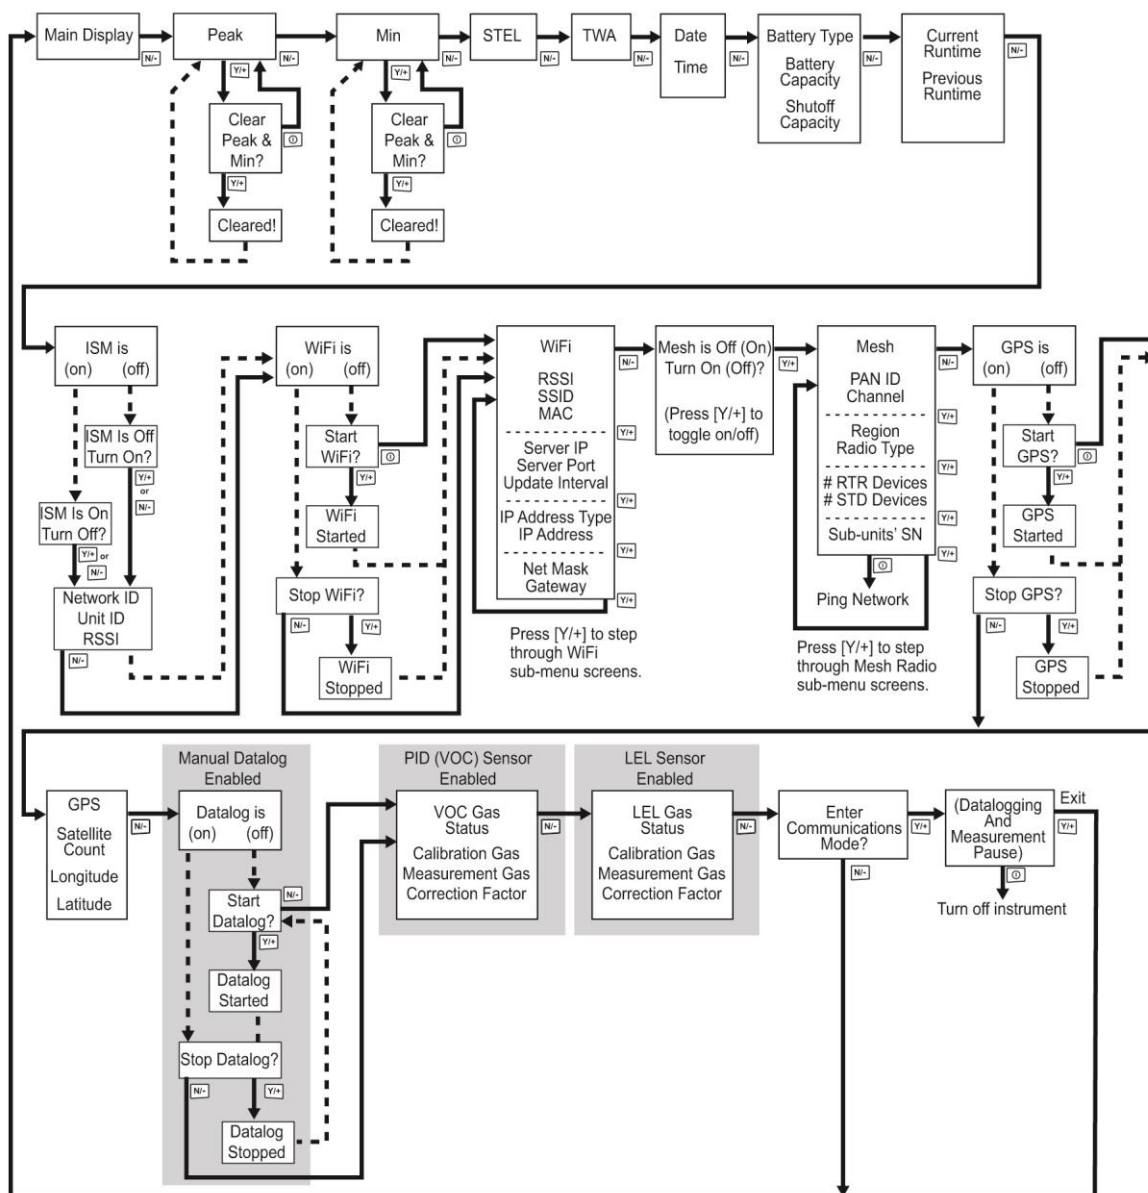 Main Display
N/-
Peak
Y/+
N/-
Clear
Peak &
Min?
Y/+
Cleared!
Min
Y/+
N/-
Clear
Peak &
Min?
Y/+
Cleared!
STEL
N/-
TWA
N/-
Date
Time
N/-
Battery Type
Battery
Capacity
Shutoff
Capacity
N/-
Current
Runtime
Previous
Runtime
N/-
ISM is
(on) (off)
ISM Is Off
Turn On?
Y/+
or
N/-
ISM Is On
Turn Off?
Y/+ or
N/-
Network ID
Unit ID
RSSI
N/-
WiFi is
(on) (off)
Start
WiFi?
Y/+
WiFi
Started
Stop WiFi?
N/-
Y/+
WiFi
Stopped
WiFi
N/-
RSSI
SSID
MAC
Y/+
Server IP
Server Port
Update Interval
Y/+
IP Address Type
IP Address
Y/+
Net Mask
Gateway
Y/+
Press [Y/+] to step
through WiFi
sub-menu screens.
Mesh is Off (On)
Turn On (Off)?
(Press [Y/+] to
toggle on/off)
Y/+
Mesh
N/-
PAN ID
Channel
Y/+
Region
Radio Type
Y/+
# RTR Devices
# STD Devices
Y/+
Sub-units' SN
Y/+
Ping Network
Press [Y/+] to step
through Mesh Radio
sub-menu screens.
GPS is
(on) (off)
Start
GPS?
Y/+
GPS
Started
Stop GPS?
N/-
Y/+
GPS
Stopped
GPS
Satellite
Count
Longitude
Latitude
N/-
Manual Datalog
Enabled
Datalog is
(on) (off)
N/-
Start
Datalog?
Y/+
Datalog
Started
Stop Datalog?
N/-
Y/+
Datalog
Stopped
PID (VOC) Sensor
Enabled
VOC Gas
Status
Calibration Gas
Measurement Gas
Correction Factor
N/-
LEL Sensor
Enabled
LEL Gas
Status
Calibration Gas
Measurement Gas
Correction Factor
N/-
Enter
Communications
Mode?
Y/+
N/-
(Datalogging
And
Measurement
Pause)
Exit
Y/+
Turn off instrument